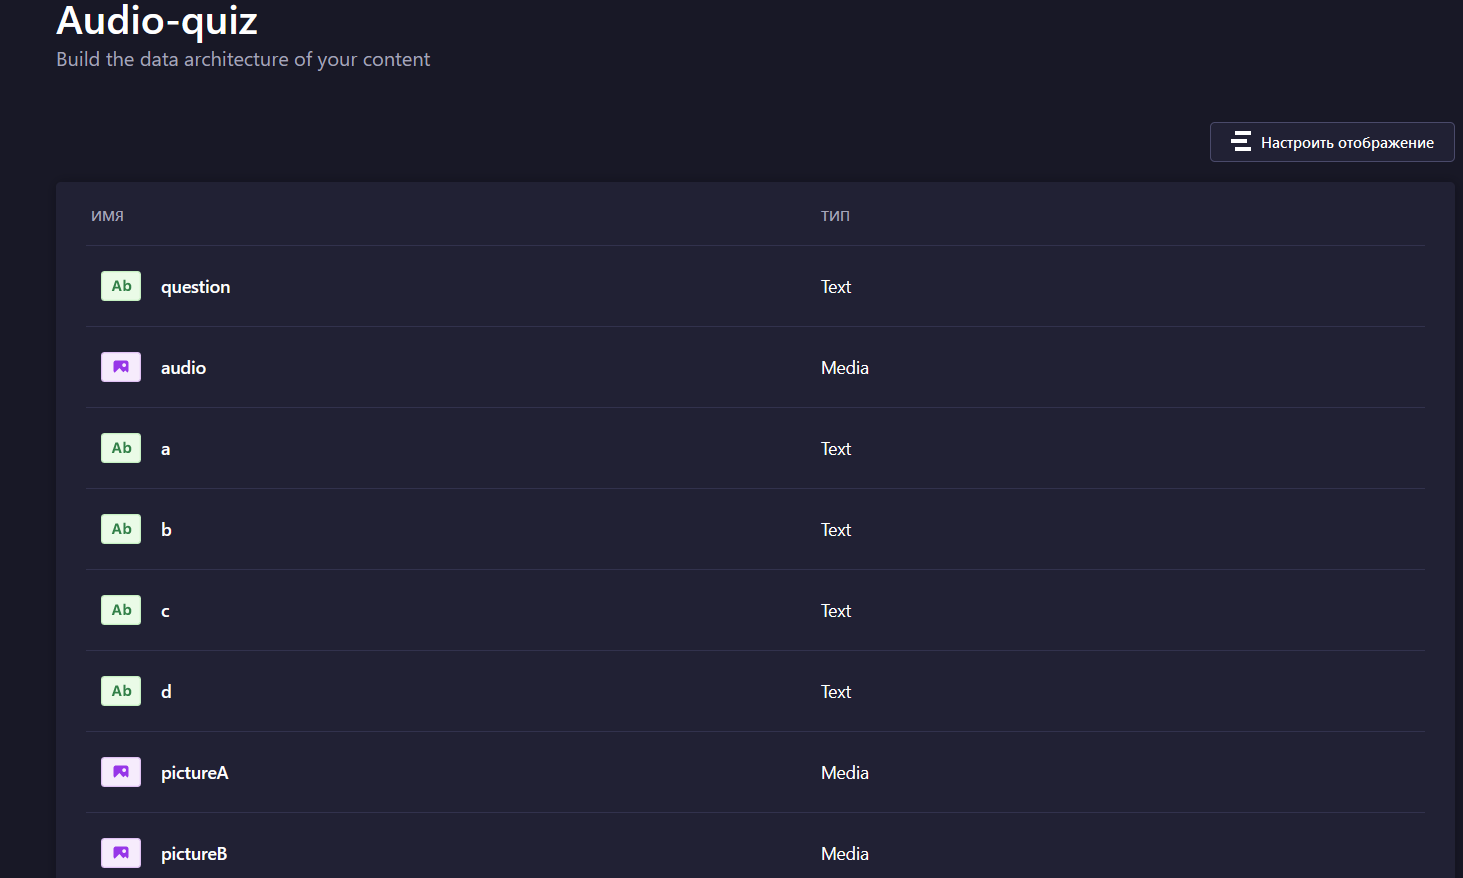 Audio-quiz
Build the data architecture of your content
Настроить отображение
ИМЯ ТИП
Ab question Text
audio Media
Ab a Text
Ab b Text
Ab c Text
Ab d Text
pictureA Media
pictureB Media